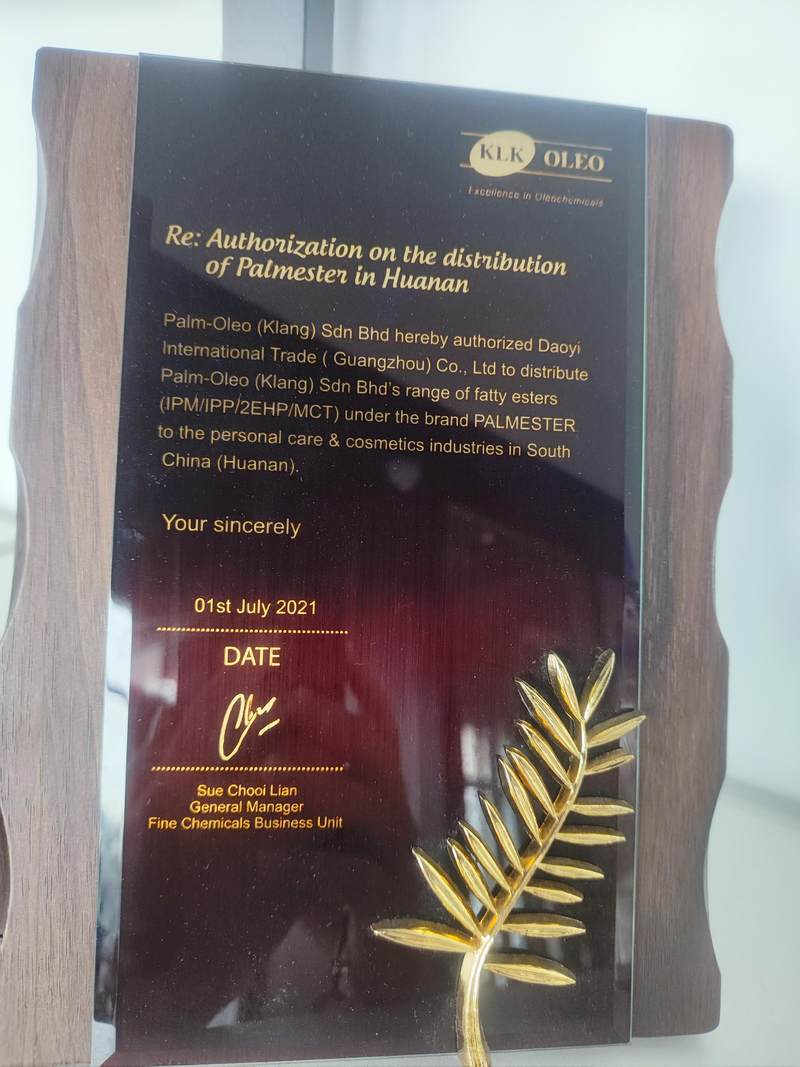 KLK OLEO
Excellence in Oleochemicals
Re: Authorization on the distribution
of Palmester in Huanan
Palm-Oleo (Klang) Sdn Bhd hereby authorized Daoyi
International Trade ( Guangzhou) Co., Ltd to distribute
Palm-Oleo (Klang) Sdn Bhd's range of fatty esters
(IPM/IPP/2EHP/MCT) under the brand PALMESTER
to the personal care & cosmetics industries in South
China (Huanan).
Your sincerely
01st July 2021
DATE
Sue Chooi Lian
General Manager
Fine Chemicals Business Unit